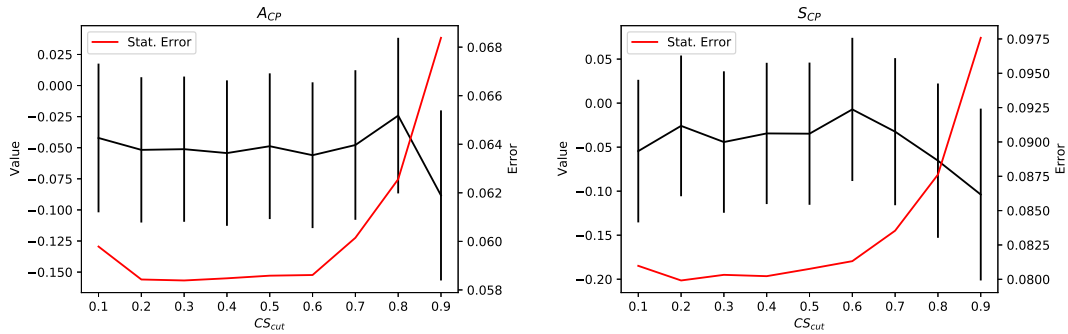 A_CP
Stat. Error
0.025
0.000
−0.025
−0.050
−0.075
−0.100
−0.125
−0.150
Value
0.068
0.066
0.064
0.062
0.060
0.058
Error
0.1 0.2 0.3 0.4 0.5 0.6 0.7 0.8 0.9
CS_cut
S_CP
Stat. Error
0.05
0.00
−0.05
−0.10
−0.15
−0.20
Value
0.0975
0.0950
0.0925
0.0900
0.0875
0.0850
0.0825
0.0800
Error
0.1 0.2 0.3 0.4 0.5 0.6 0.7 0.8 0.9
CS_cut